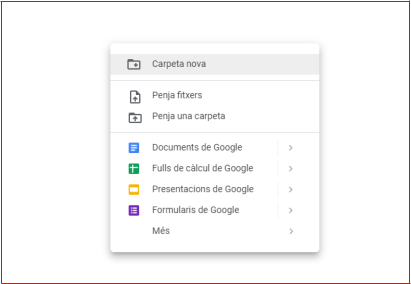 Carpeta nova
Penja fitxers
Penja una carpeta
Documents de Google
Fulls de càlcul de Google
Presentacions de Google
Formularis de Google
Més